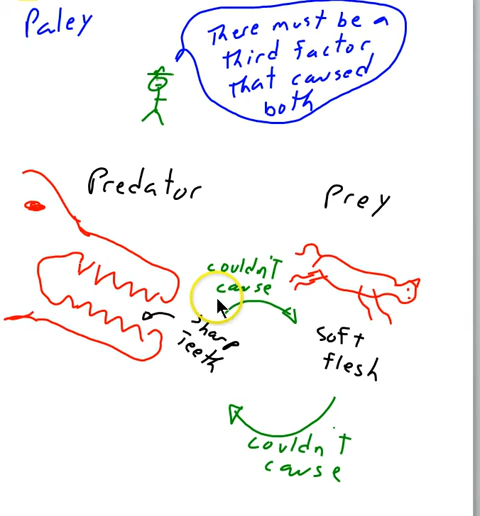 Paley
There must be a
third factor
that caused
both
Predator
Prey
couldn't
cause
sharp
teeth
soft
flesh
couldn't
cause